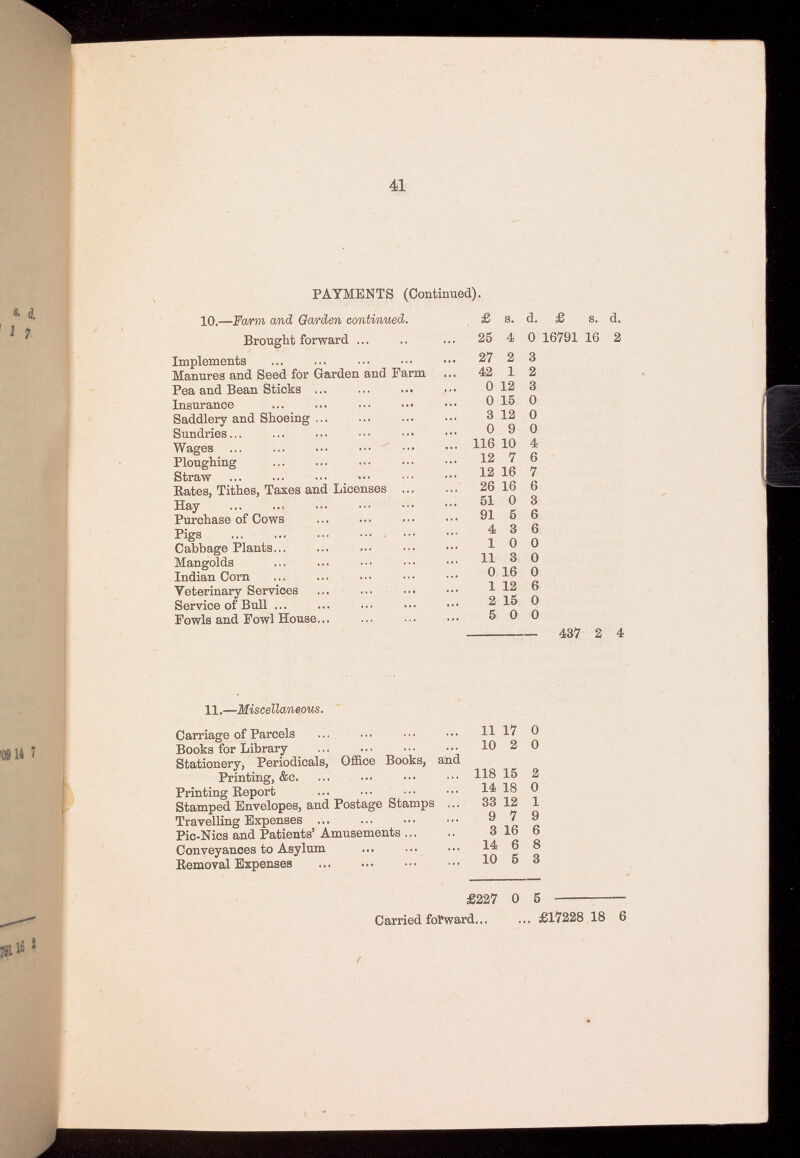 s. d.
1 7
14 7
16 2
41
PAYMENTS (Continued).
10.—Farm and Garden continued. £ s. d. £ s. d.
Brought forward ... .. ... 25 4 0 16791 16 2
Implements ... ... ... ... ... 27 2 3
Manures and Seed for Garden and Farm ... 42 1 2
Pea and Bean Sticks ... ... ... ... 0 12 3
Insurance ... ... ... ... ... 0 15 0
Saddlery and Shoeing ... ... ... ... 3 12 0
Sundries... ... ... ... ... ... 0 9 0
Wages ... ... ... ... ... ... 116 10 4
Ploughing ... ... ... ... ... 12 7 6
Straw ... ... ... ... ... ... 12 16 7
Rates, Tithes, Taxes and Licenses ... ... 26 16 6
Hay ... ... ... ... ... ... 51 0 3
Purchase of Cows ... ... ... ... 91 5 6
Pigs ... ... ... ... ... ... 4 3 6
Cabbage Plants... ... ... ... ... 1 0 0
Mangolds ... ... ... ... ... 11 3 0
Indian Corn ... ... ... ... ... 0 16 0
Veterinary Services ... ... ... ... 1 12 6
Service of Bull ... ... ... ... ... 2 15 0
Fowls and Fowl House... ... ... ... 5 0 0
437 2 4
11.—Miscellaneous.
Carriage of Parcels ... ... ... ... 11 17 0
Books for Library ... ... ... ... 10 2 0
Stationery, Periodicals, Office Books, and
Printing, &c. ... ... ... ... 118 15 2
Printing Report ... ... ... ... 14 18 0
Stamped Envelopes, and Postage Stamps ... 33 12 1
Travelling Expenses ... ... ... ... 9 7 9
Pic-Nics and Patients' Amusements ... .. 3 16 6
Conveyances to Asylum ... ... ... 14 6 8
Removal Expenses ... ... ... ... 10 5 3
£227 0 5
Carried forward... ... £17228 18 6